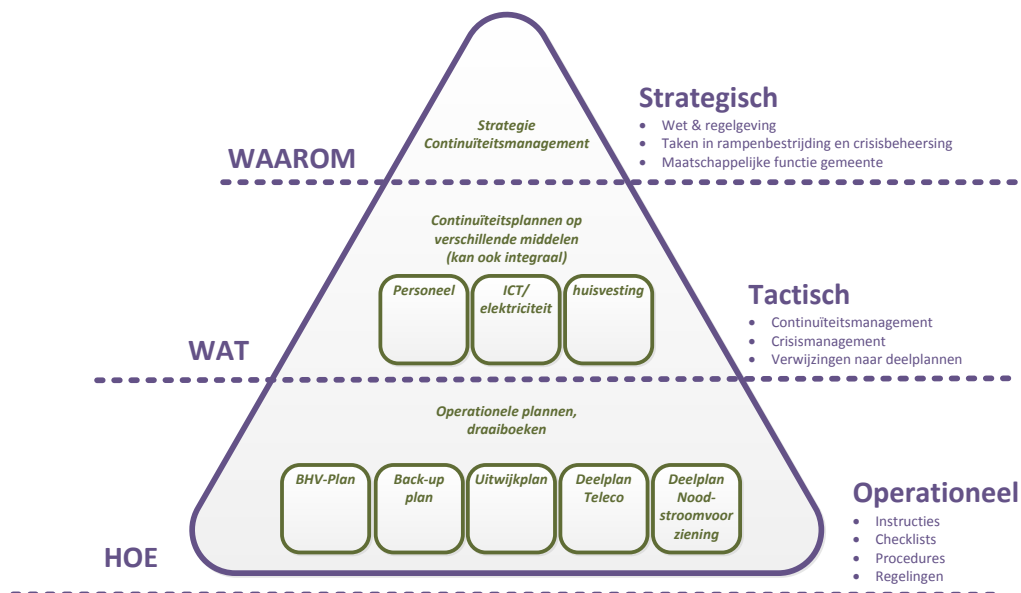 Strategie
Continuïteitsmanagement
WAAROM
Strategisch
Wet & regelgeving
Taken in rampenbestrijding en crisisbeheersing
Maatschappelijke functie gemeente
Continuïteitsplannen op
verschillende middelen
(kan ook integraal)
Personeel
ICT/
elektriciteit
huisvesting
WAT
Tactisch
Continuïteitsmanagement
Crisismanagement
Verwijzingen naar deelplannen
Operationele plannen,
draaiboeken
BHV-Plan
Back-up
plan
Uitwijkplan
Deelplan
Teleco
Deelplan
Nood-
stroomvoor
ziening
HOE
Operationeel
Instructies
Checklists
Procedures
Regelingen